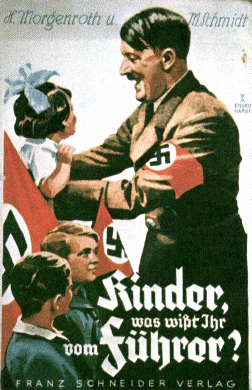 H. Morgenroth u. M. Schmidt
Kinder,
was wißt Ihr
vom Führer?
FRANZ SCHNEIDER VERLAG